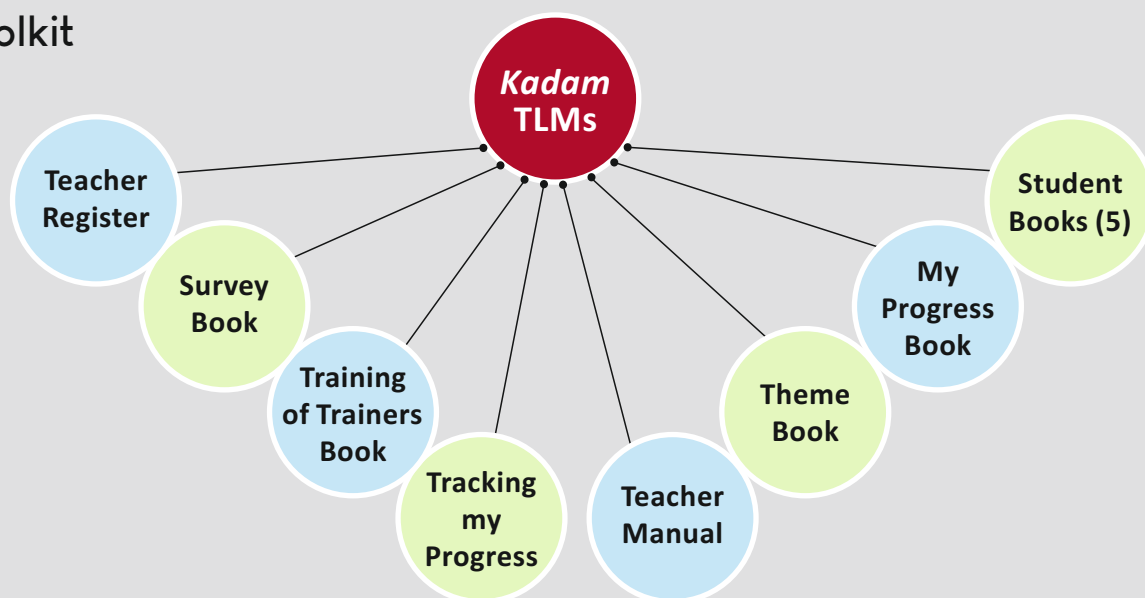 olkit
Kadam
TLMs
Teacher
Register
Survey
Book
Training
of Trainers
Book
Tracking
my
Progress
Teacher
Manual
Theme
Book
My
Progress
Book
Student
Books (5)